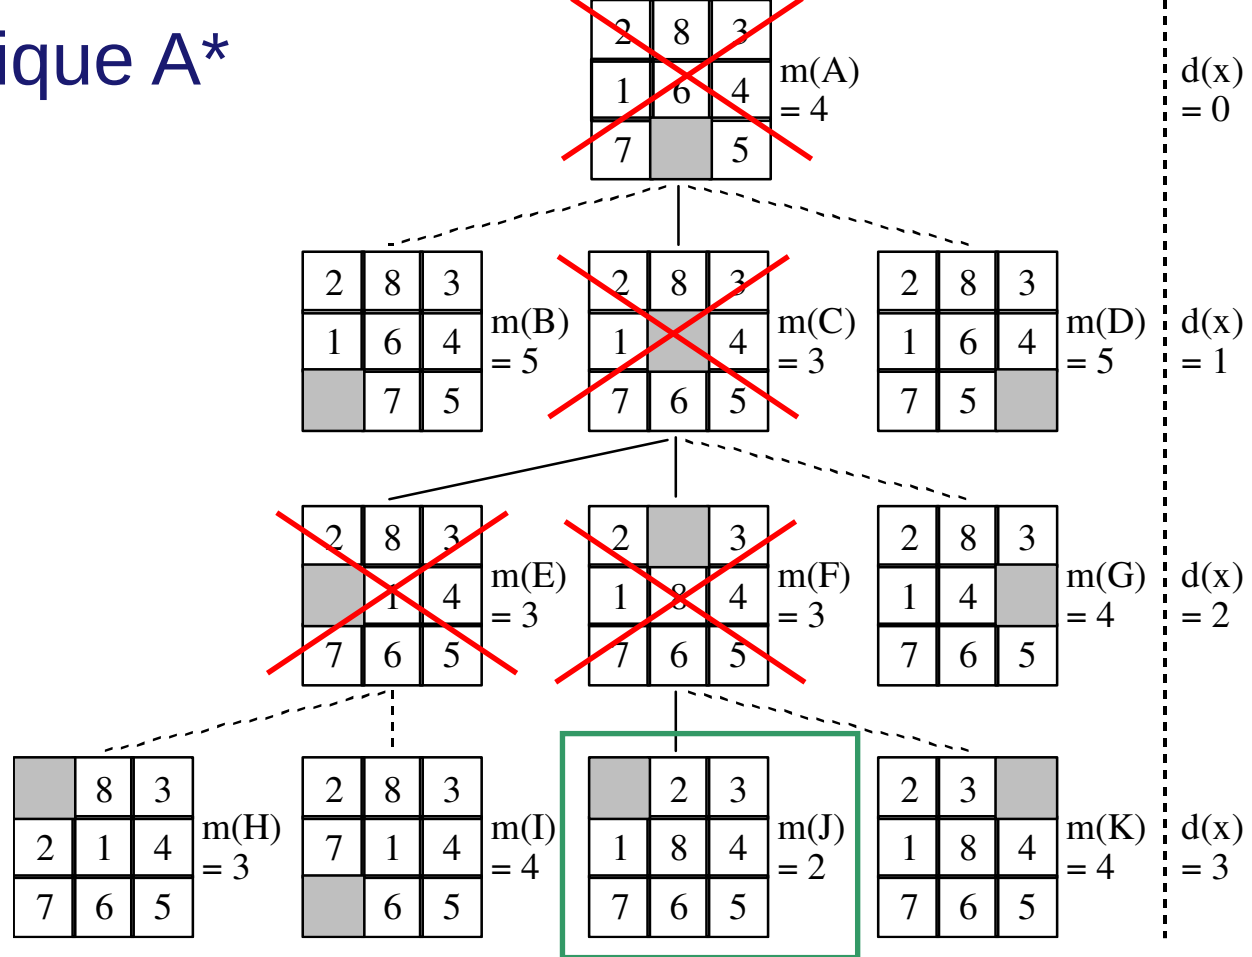 ique A*
2 8 3
1 6 4
7 5
m(A)
= 4
d(x)
= 0
2 8 3
1 6 4
7 5
m(B)
= 5
2 8 3
1 4
7 6 5
m(C)
= 3
2 8 3
1 6 4
7 5
m(D)
= 5
d(x)
= 1
2 8 3
1 4
7 6 5
m(E)
= 3
2 3
1 8 4
7 6 5
m(F)
= 3
2 8 3
1 4
7 6 5
m(G)
= 4
d(x)
= 2
8 3
2 1 4
7 6 5
m(H)
= 3
2 8 3
7 1 4
6 5
m(I)
= 4
2 3
1 8 4
7 6 5
m(J)
= 2
2 3
1 8 4
7 6 5
m(K)
= 4
d(x)
= 3